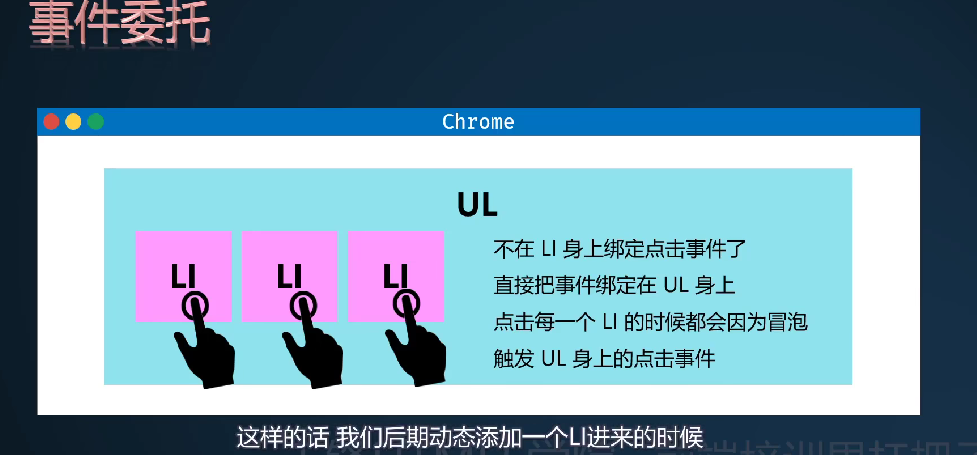 事件委托
Chrome
UL
LI LI LI
不在 LI 身上绑定点击事件了
直接把事件绑定在 UL 身上
点击每一个 LI 的时候都会因为冒泡
触发 UL 身上的点击事件
这样的话 我们后期动态添加一个LI进来的时候